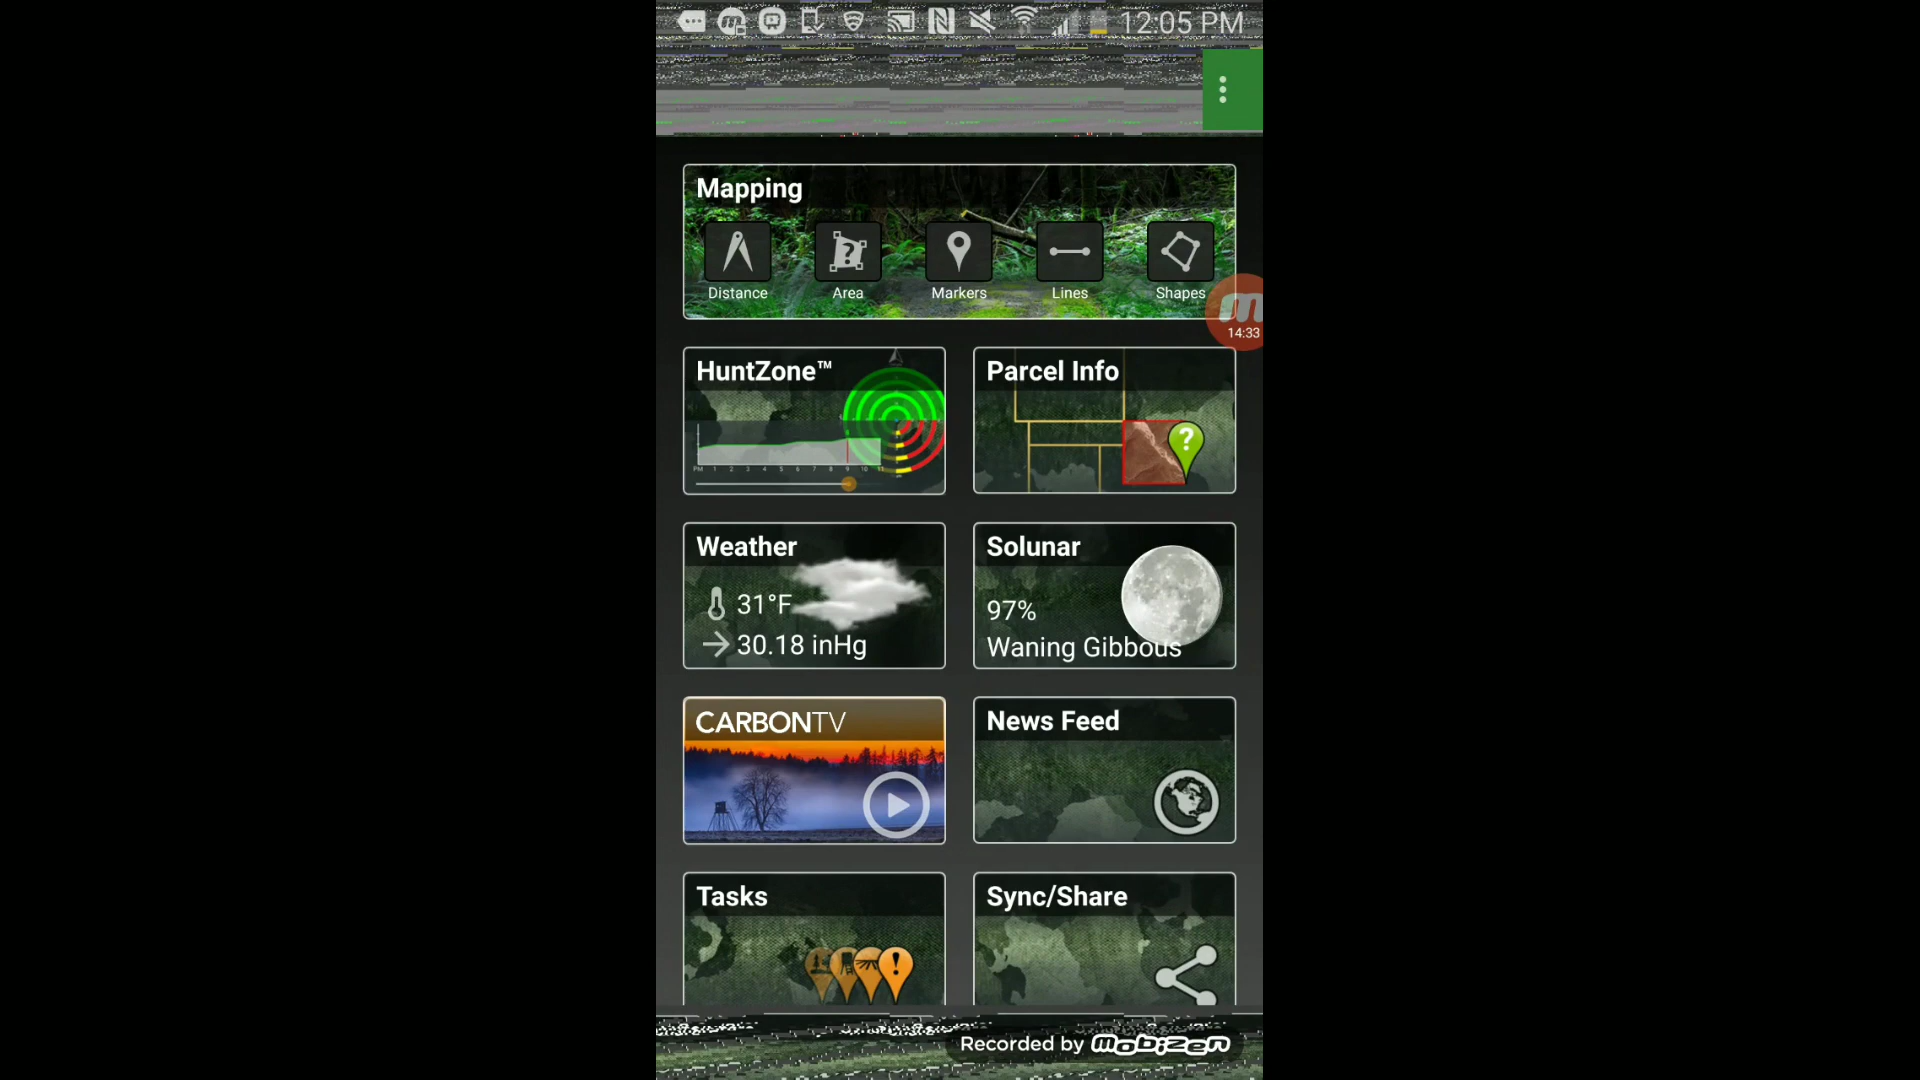 12:05 PM
Mapping
Distance
Area
Markers
Lines
Shapes
14:33
HuntZone™
Parcel Info
?
Weather
31°F
30.18 inHg
Solunar
97%
Waning Gibbous
CARBONTV
News Feed
Tasks
Sync/Share
Recorded by Mobizen